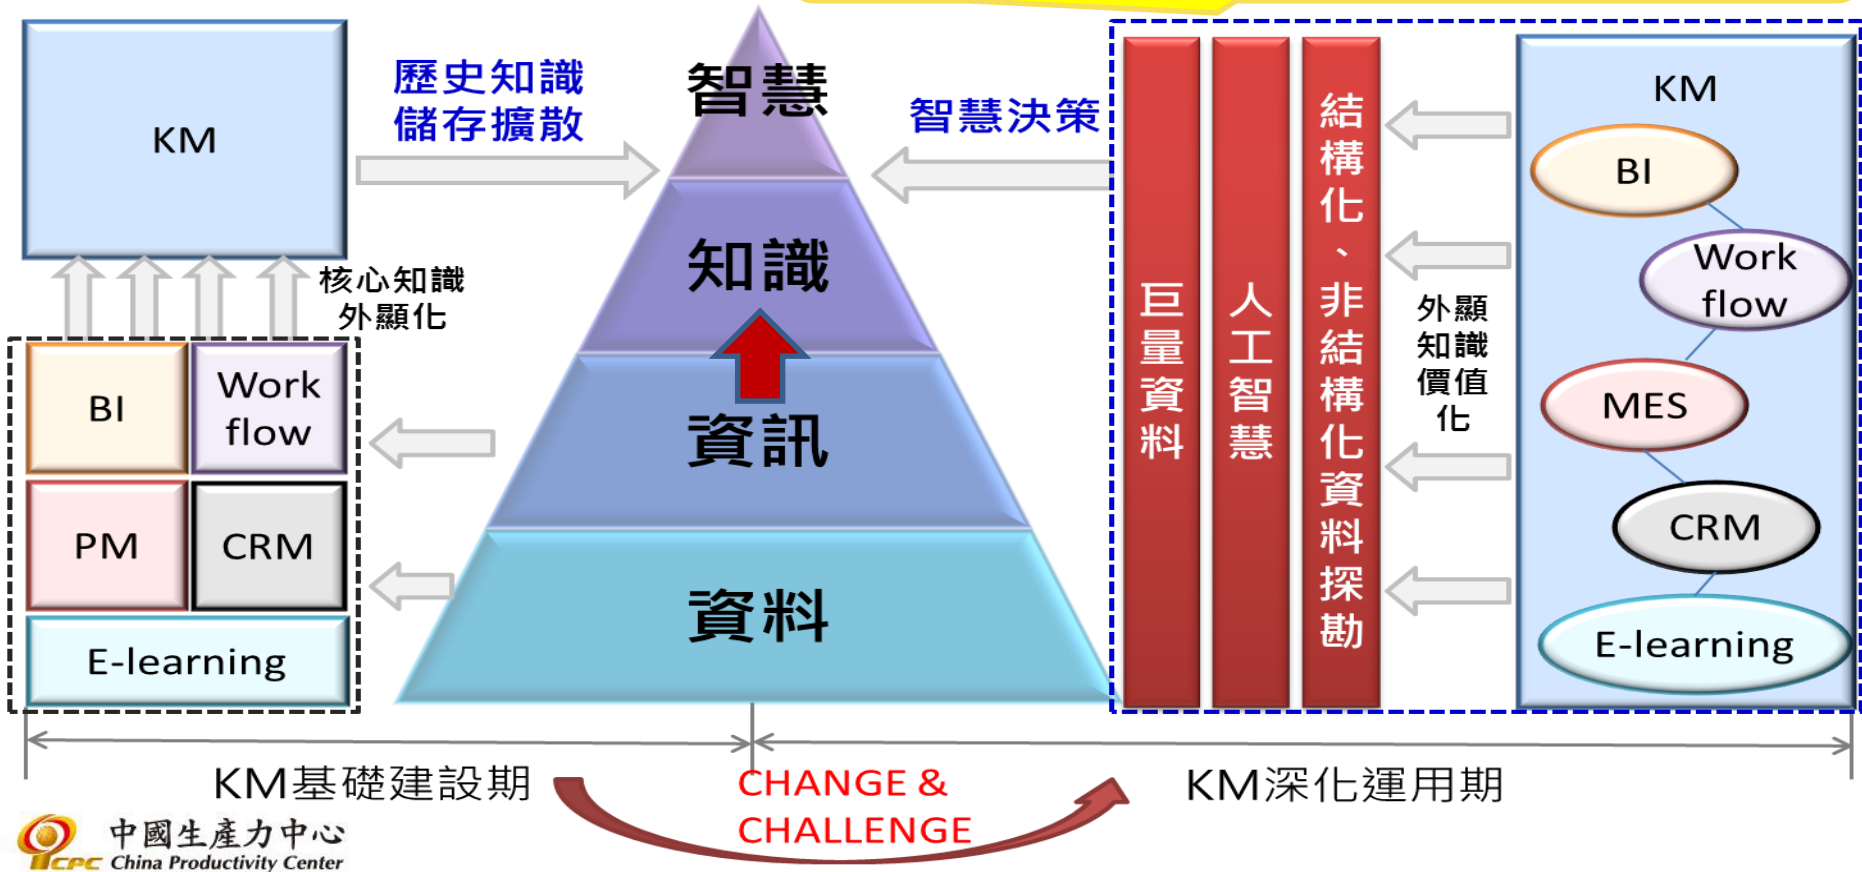 KM
歷史知識
儲存擴散
核心知識
外顯化
BI
Work
flow
PM
CRM
E-learning
智慧
知識
資訊
資料
智慧決策
巨量資料
人工智慧
結構化、非結構化資料探勘
外顯
知識
價值
化
KM
BI
Work
flow
MES
CRM
E-learning
KM基礎建設期
CHANGE &
CHALLENGE
KM深化運用期
中國生產力中心
CPC China Productivity Center